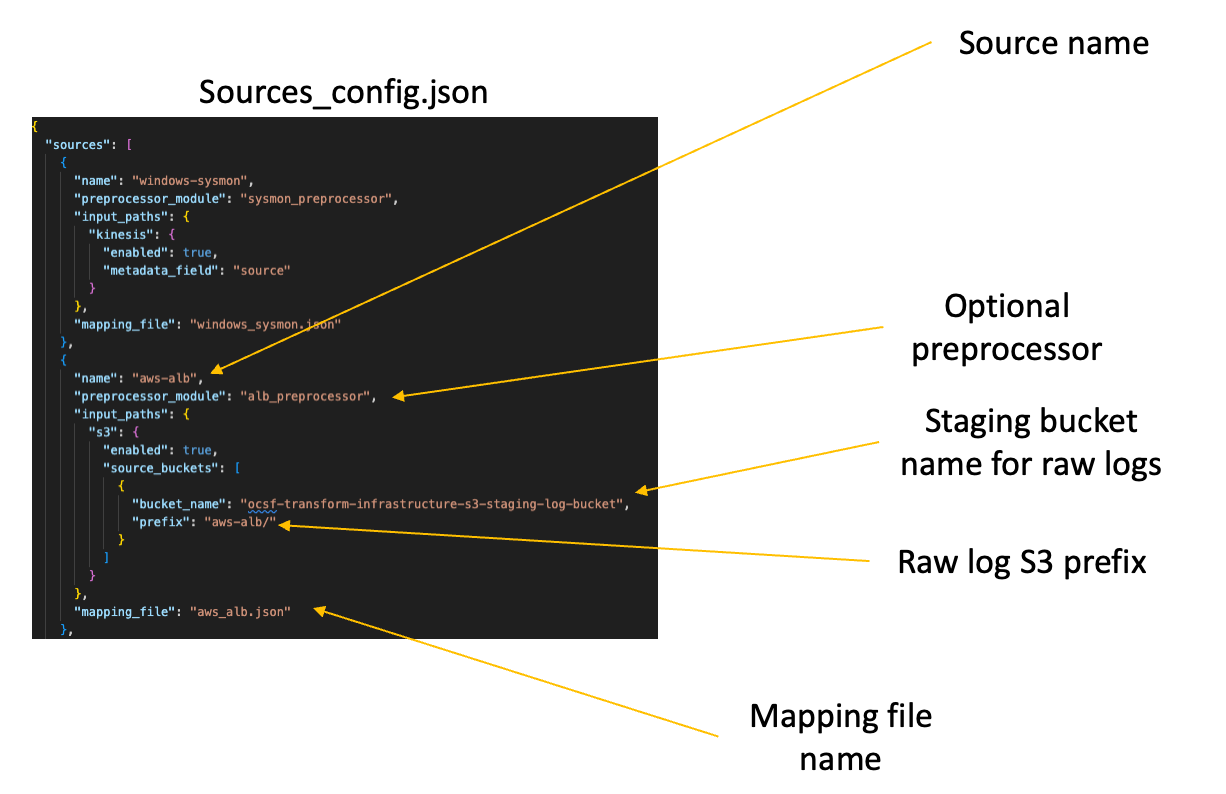 Source name
Sources_config.json
{
"sources": [
{
"name": "windows-sysmon",
"preprocessor_module": "sysmon_preprocessor",
"input_paths": {
"kinesis": {
"enabled": true,
"metadata_field": "source"
}
},
"mapping_file": "windows_sysmon.json"
},
{
"name": "aws-alb",
"preprocessor_module": "alb_preprocessor",
"input_paths": {
"s3": {
"enabled": true,
"source_buckets": [
{
"bucket_name": "ocsf-transform-infrastructure-s3-staging-log-bucket",
"prefix": "aws-alb/"
}
]
}
},
"mapping_file": "aws_alb.json"
},
Optional
preprocessor
Staging bucket
name for raw logs
Raw log S3 prefix
Mapping file
name